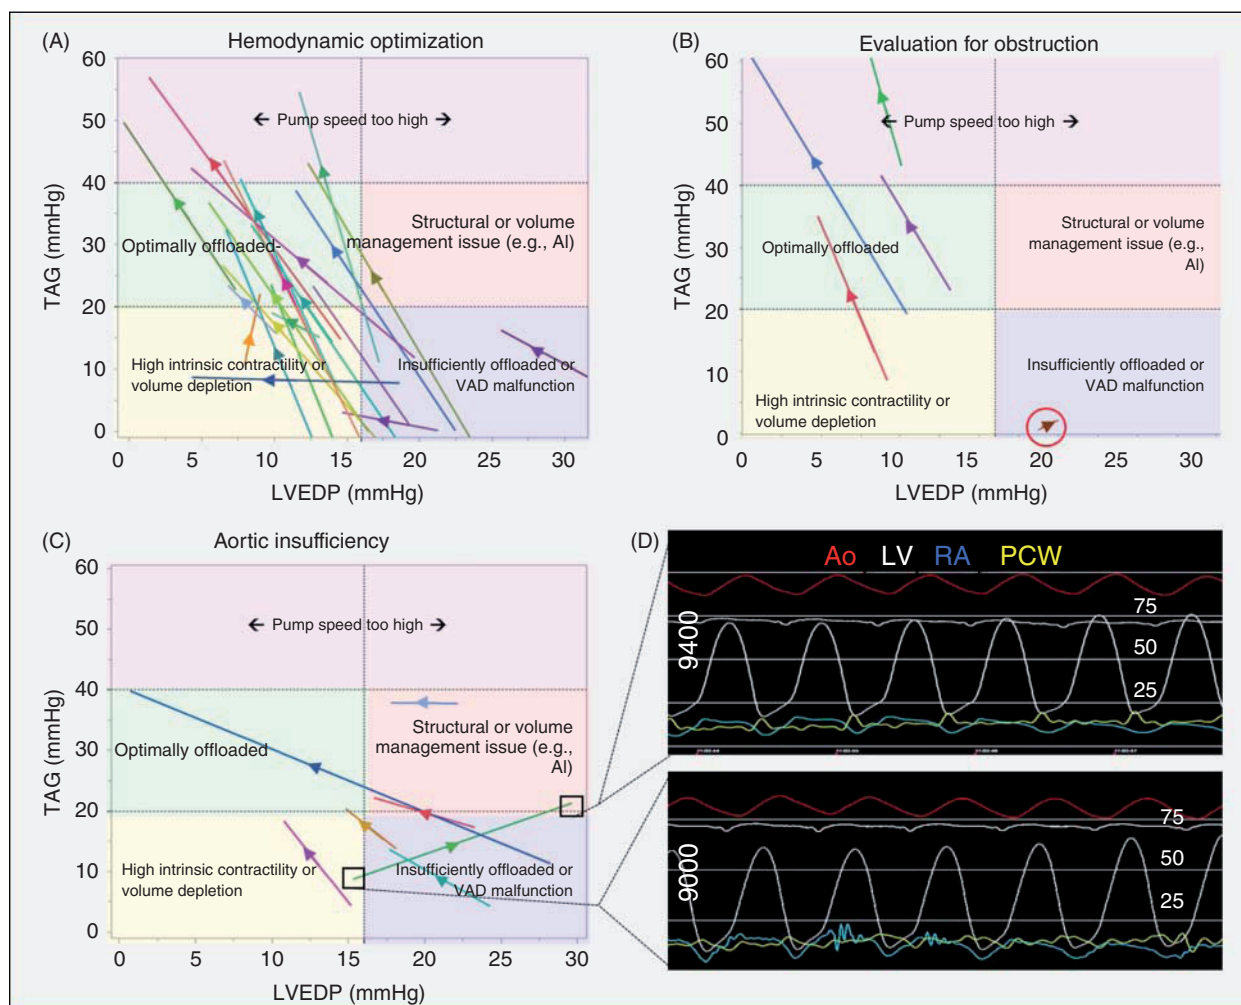 (A)
Hemodynamic optimization
60
50
40
30
20
10
0
TAG (mmHg)
← Pump speed too high →
Optimally offloaded-
Structural or volume
management issue (e.g., AI)
High intrinsic contractility or
volume depletion
Insufficiently offloaded or
VAD malfunction
0 5 10 15 20 25 30
LVEDP (mmHg)
(B)
Evaluation for obstruction
60
50
40
30
20
10
0
TAG (mmHg)
← Pump speed too high →
Optimally offloaded
Structural or volume
management issue (e.g.,
AI)
High intrinsic contractility or
volume depletion
Insufficiently offloaded or
VAD malfunction
0 5 10 15 20 25 30
LVEDP (mmHg)
(C)
Aortic insufficiency
60
50
40
30
20
10
0
TAG (mmHg)
← Pump speed too high →
Optimally offloaded
Structural or volume
management issue (e.g.,
AI)
High intrinsic contractility or
volume depletion
Insufficiently offloaded or
VAD malfunction
0 5 10 15 20 25 30
LVEDP (mmHg)
(D)
Ao LV RA PCW
9400
75
50
25
9000
75
50
25